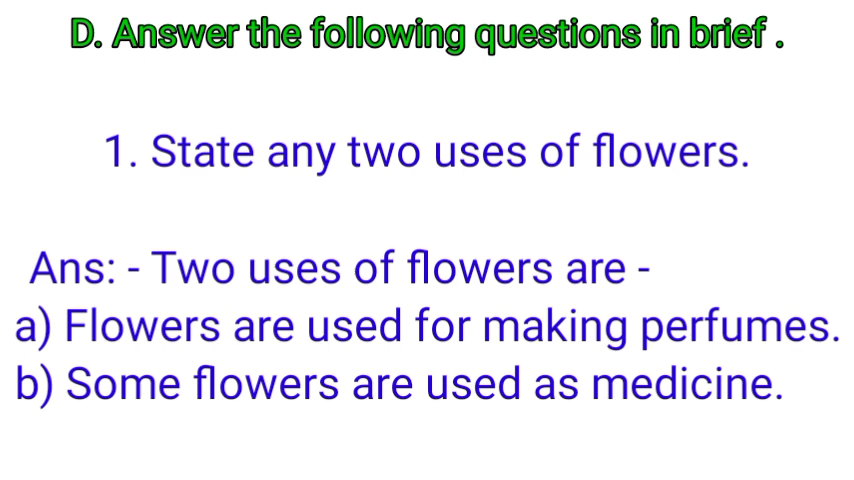 D. Answer the following questions in brief .
1. State any two uses of flowers.
Ans: - Two uses of flowers are -
a) Flowers are used for making perfumes.
b) Some flowers are used as medicine.